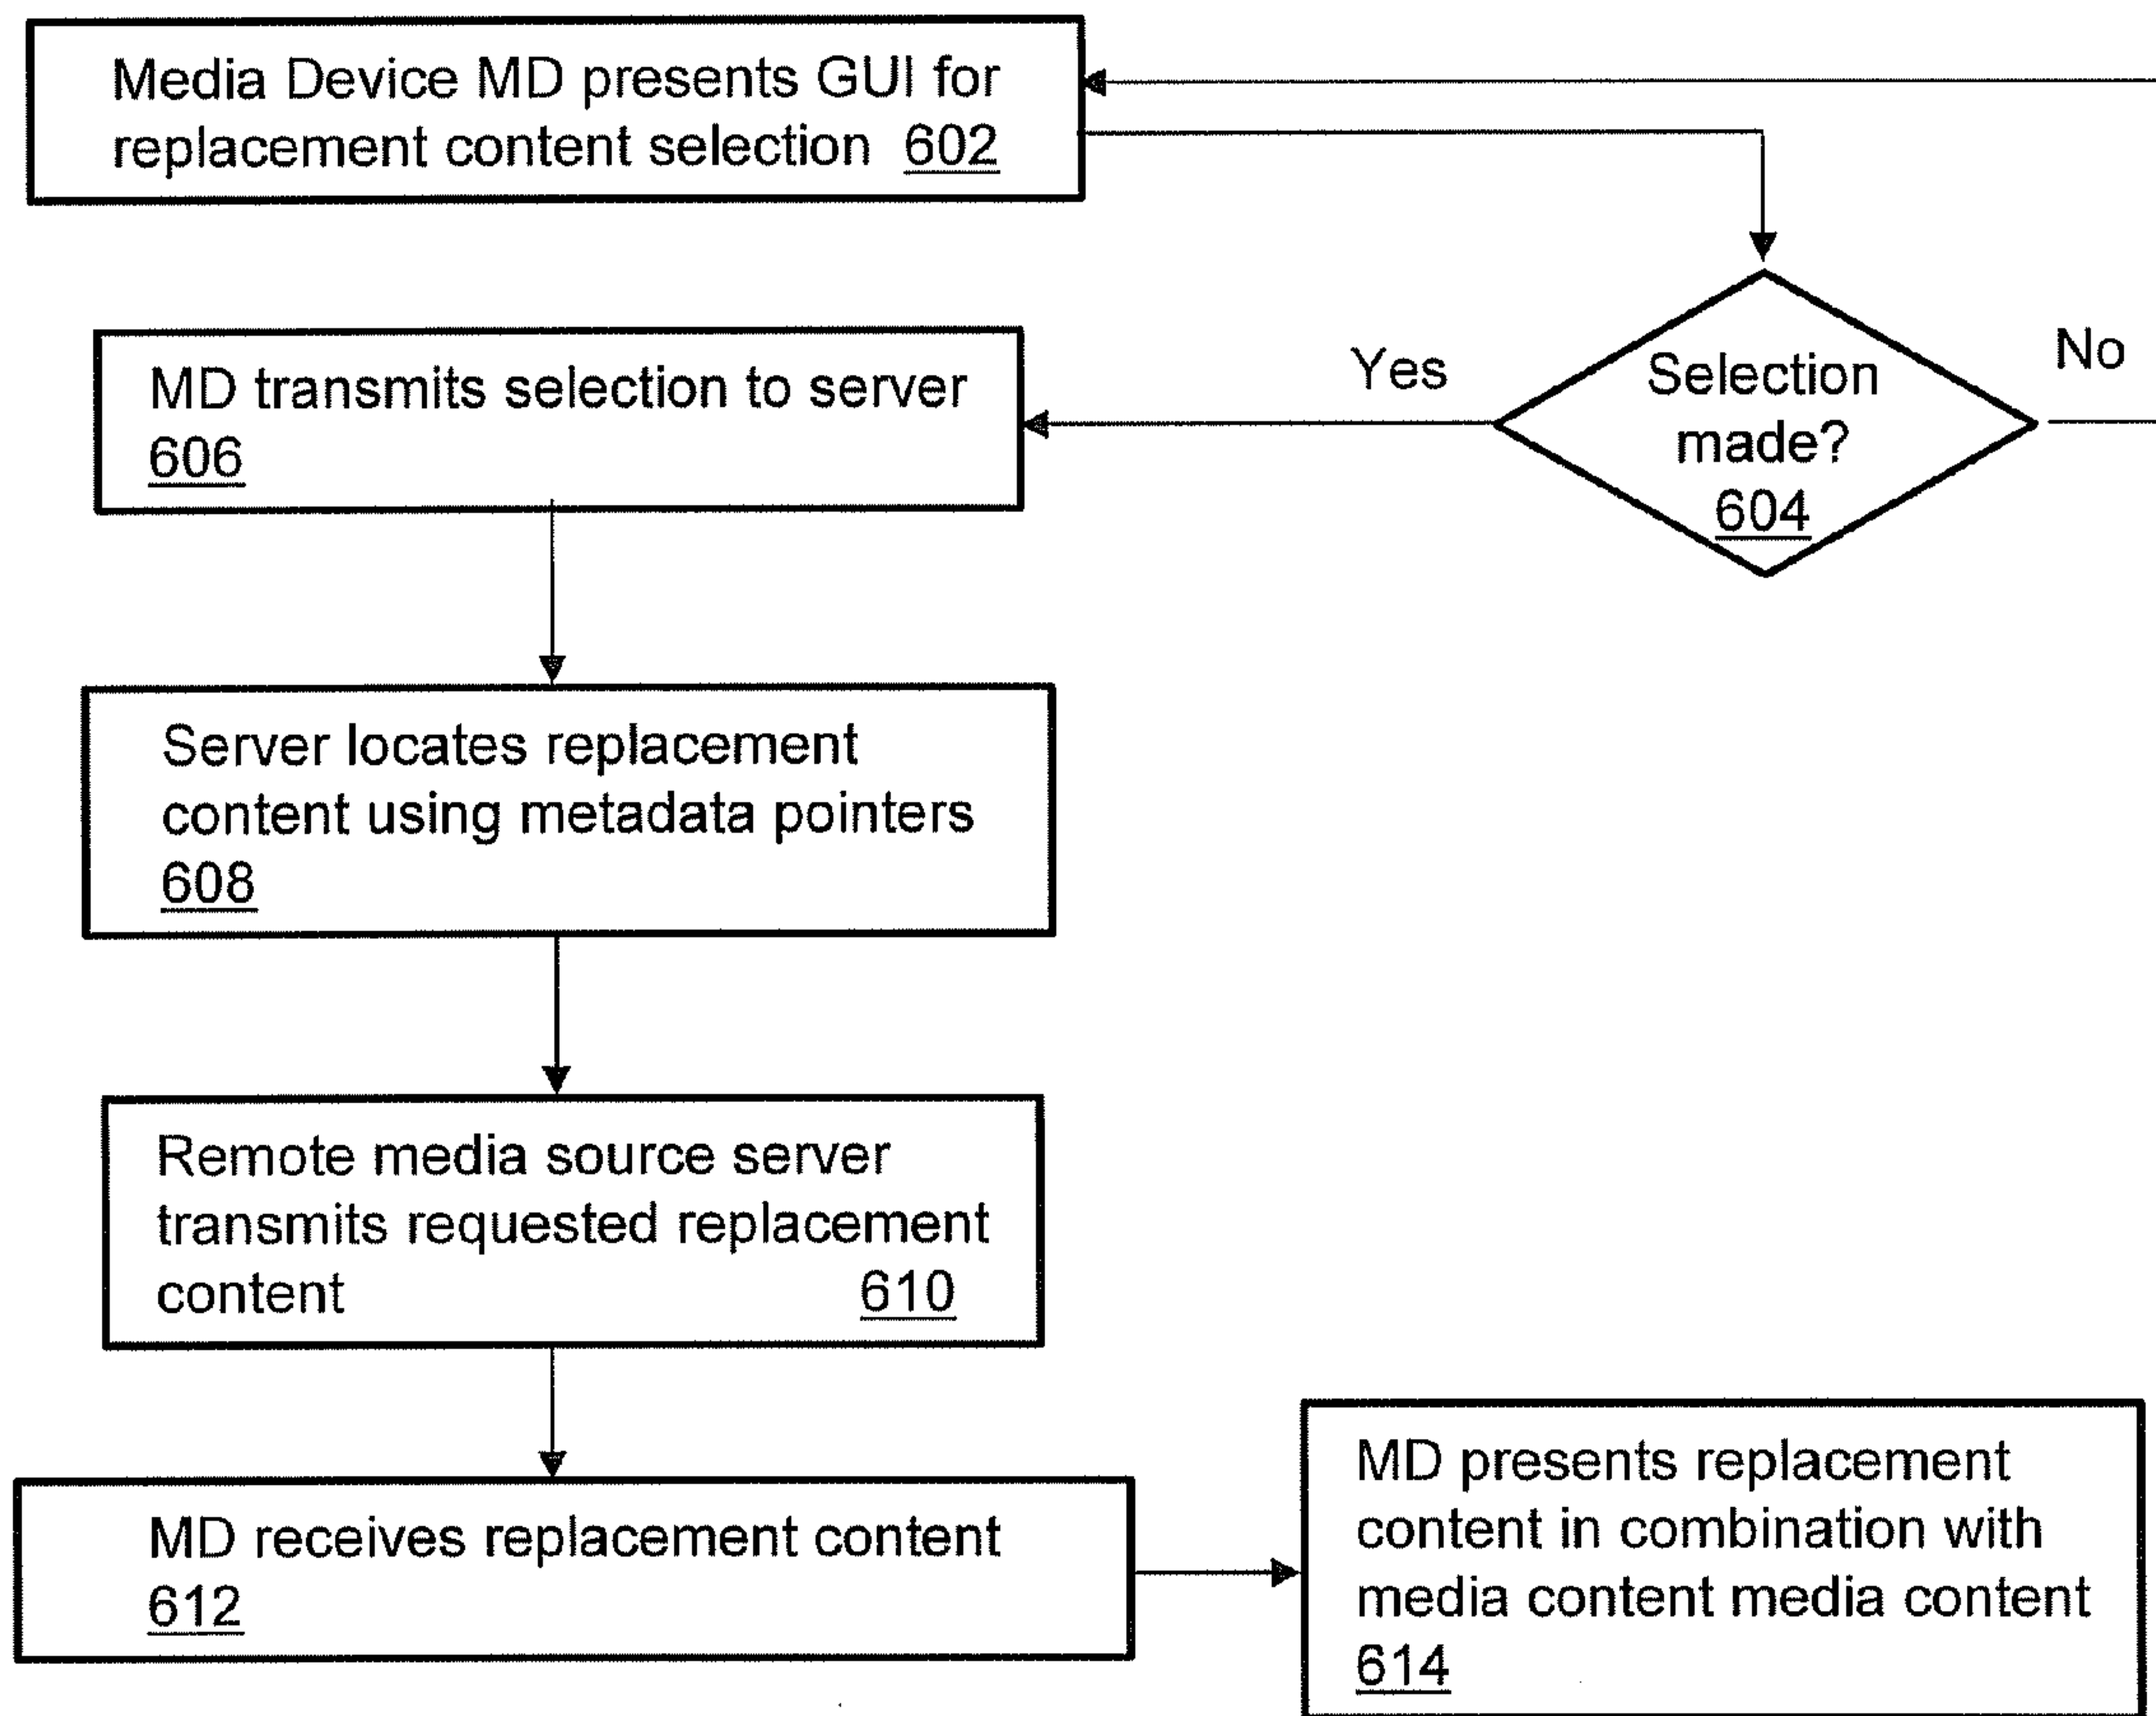 Media Device MD presents GUI for
replacement content selection 602
Selection
made?
604
Yes
No
MD transmits selection to server
606
Server locates replacement
content using metadata pointers
608
Remote media source server
transmits requested replacement
content 610
MD receives replacement content
612
MD presents replacement
content in combination with
media content media content
614